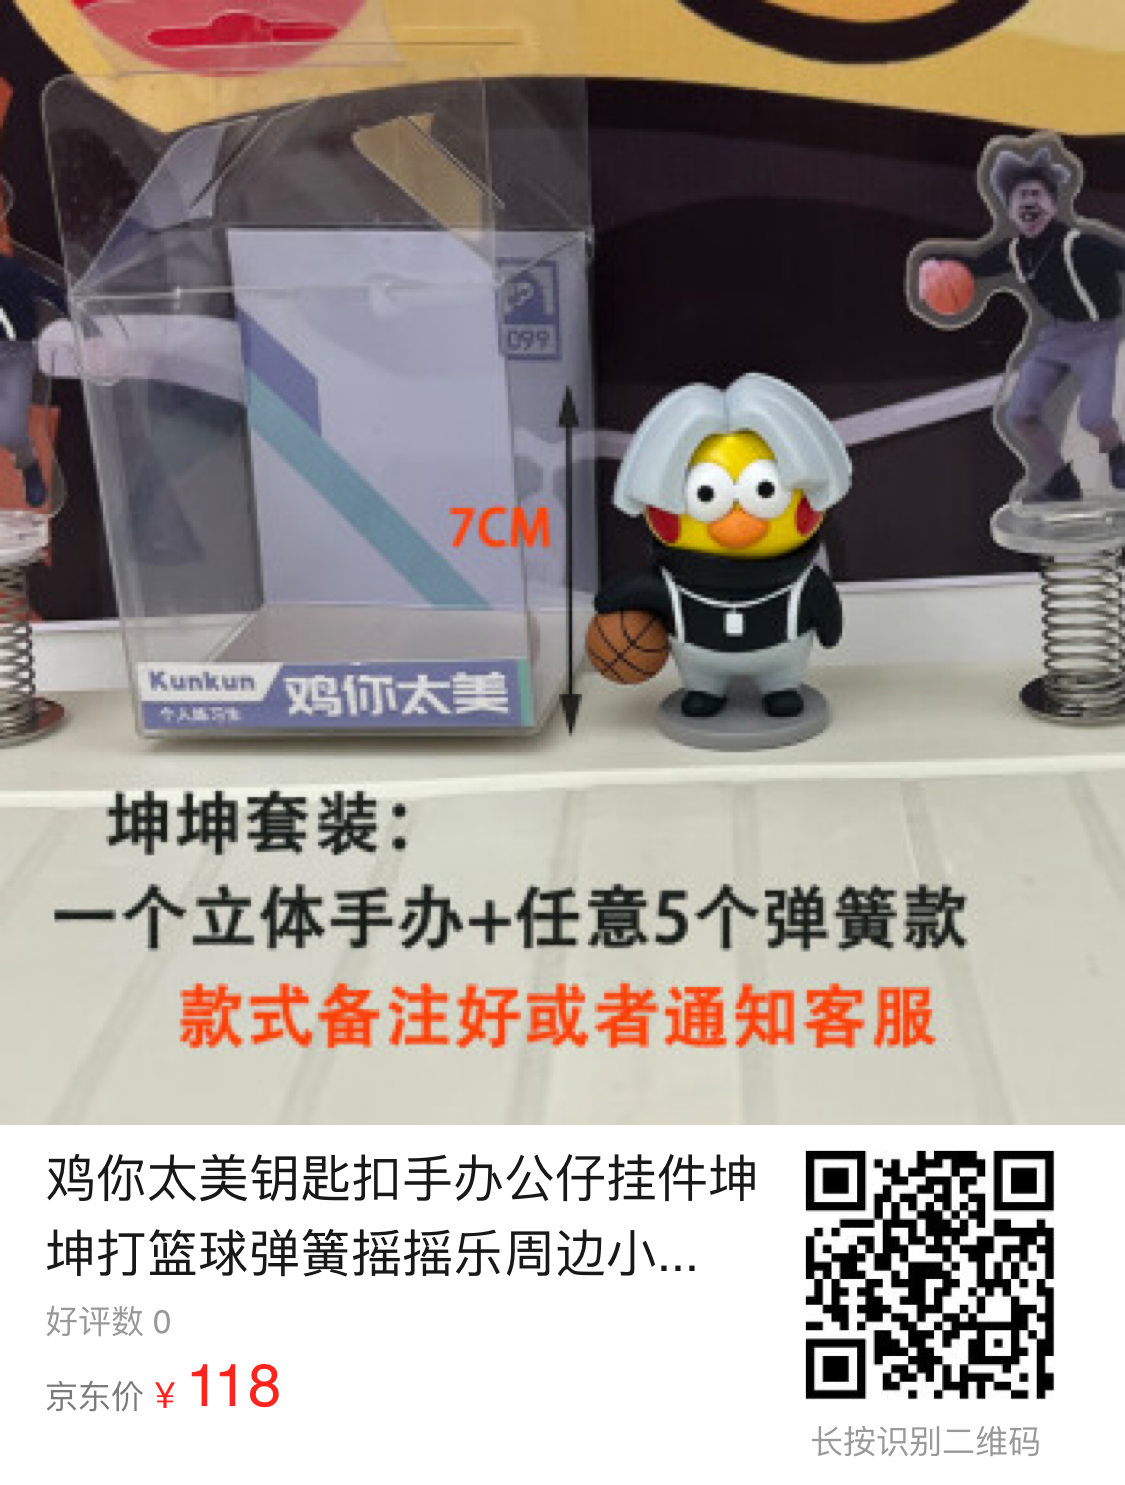 099
7CM
Kunkun
个人练习生
鸡你太美
坤坤套装：
一个立体手办+任意5个弹簧款
款式备注好或者通知客服
鸡你太美钥匙扣手办公仔挂件坤
坤打篮球弹簧摇摇乐周边小...
好评数 0
京东价 ¥ 118
长按识别二维码